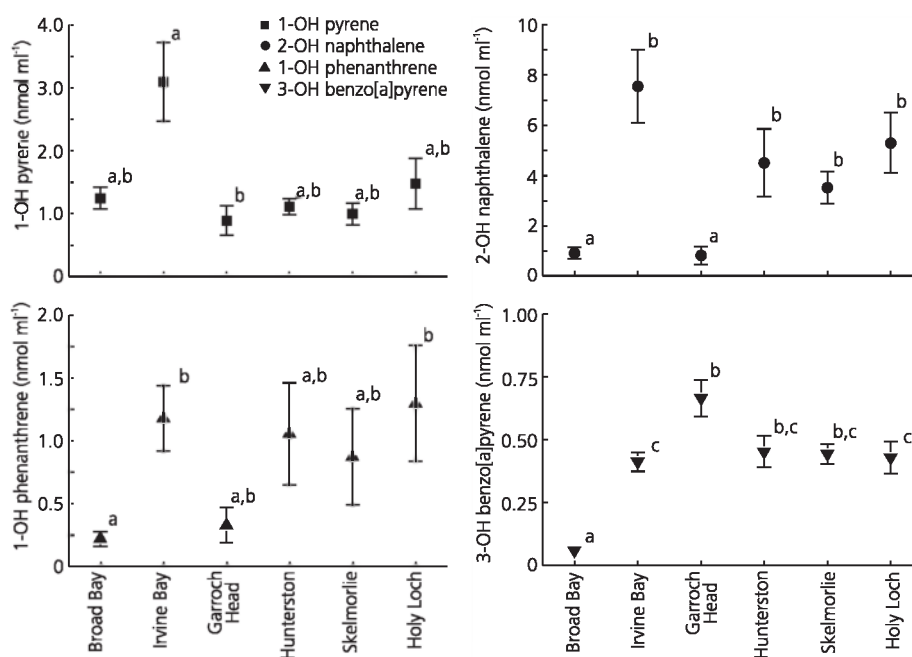 1-OH pyrene (nmol ml⁻¹)
4.0
3.0
2.0
1.0
0
a,b
a
b
a,b
a,b
a,b
1-OH pyrene
2-OH naphthalene
1-OH phenanthrene
3-OH benzo[a]pyrene
2-OH naphthalene (nmol ml⁻¹)
10
8
6
4
2
0
a
b
a
b
b
b
1-OH phenanthrene (nmol ml⁻¹)
2.0
1.5
1.0
0.5
0
a
b
a,b
a,b
a,b
b
Broad Bay
Irvine Bay
Garroch
Head
Hunterston
Skelmorlie
Holy Loch
3-OH benzo[a]pyrene (nmol ml⁻¹)
1.00
0.75
0.50
0.25
0
a
c
b
b,c
b,c
c
Broad Bay
Irvine Bay
Garroch
Head
Hunterston
Skelmorlie
Holy Loch